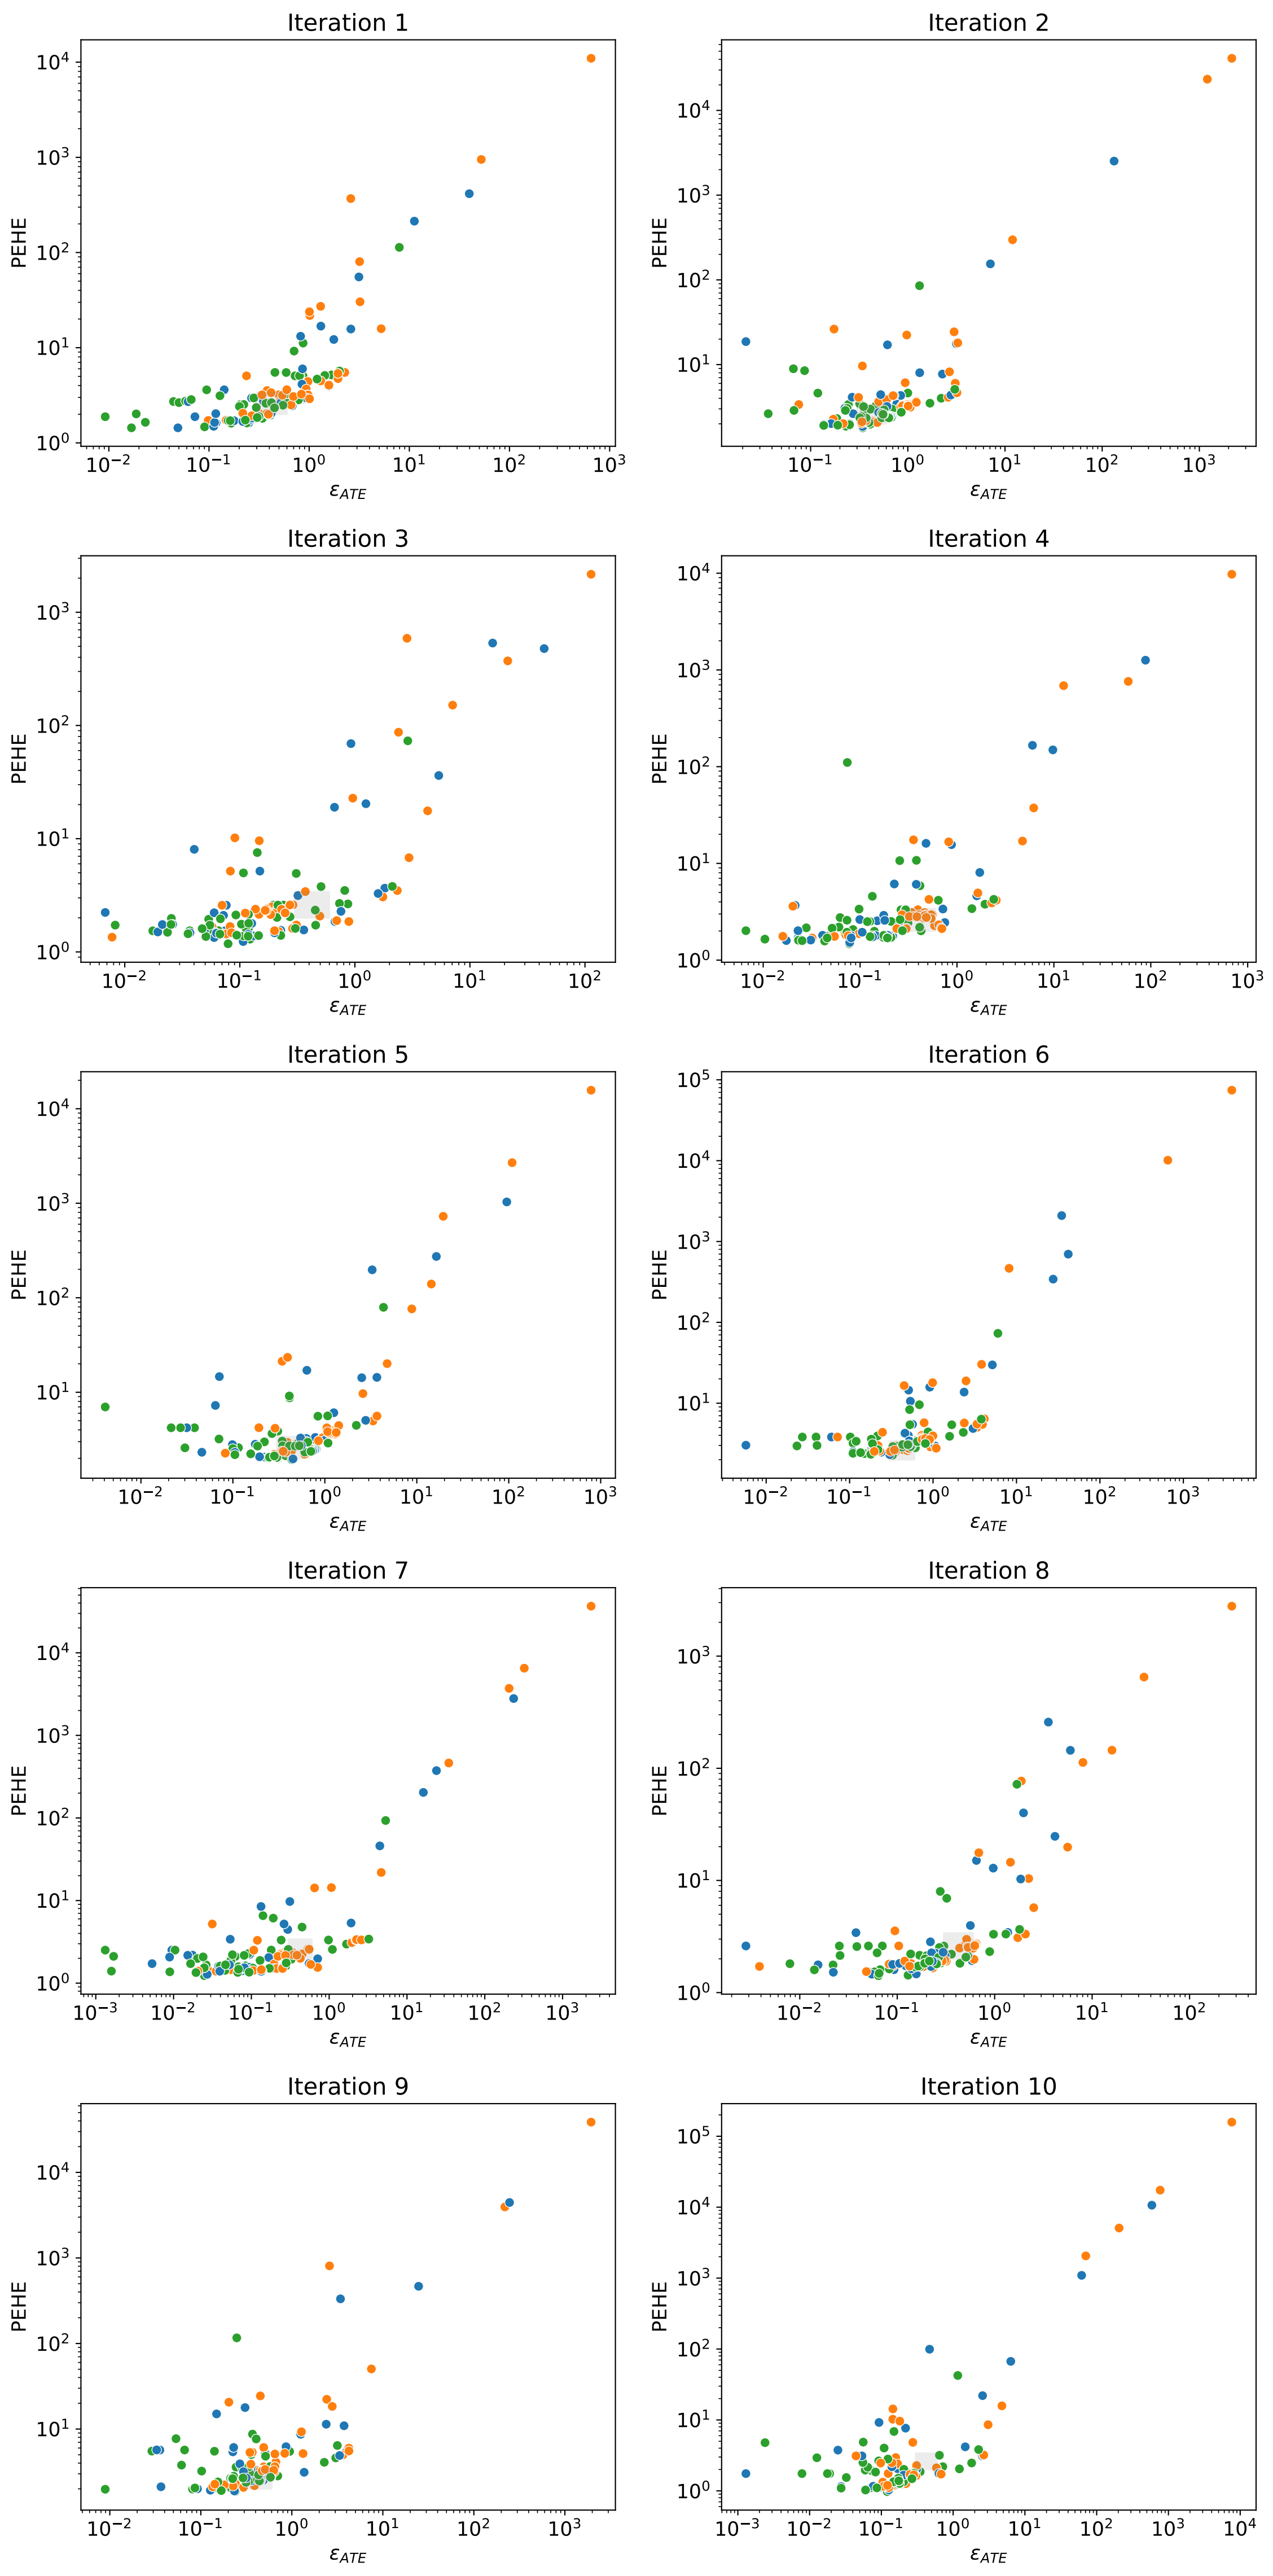 Iteration 1
PEHE
10^4
10^3
10^2
10^1
10^0
10^−2 10^−1 10^0 10^1 10^2 10^3
ε_ATE
Iteration 2
PEHE
10^4
10^3
10^2
10^1
10^−1 10^0 10^1 10^2 10^3
ε_ATE
Iteration 3
PEHE
10^3
10^2
10^1
10^0
10^−2 10^−1 10^0 10^1 10^2
ε_ATE
Iteration 4
PEHE
10^4
10^3
10^2
10^1
10^0
10^−2 10^−1 10^0 10^1 10^2 10^3
ε_ATE
Iteration 5
PEHE
10^4
10^3
10^2
10^1
10^−2 10^−1 10^0 10^1 10^2 10^3
ε_ATE
Iteration 6
PEHE
10^5
10^4
10^3
10^2
10^1
10^−2 10^−1 10^0 10^1 10^2 10^3
ε_ATE
Iteration 7
PEHE
10^4
10^3
10^2
10^1
10^0
10^−3 10^−2 10^−1 10^0 10^1 10^2 10^3
ε_ATE
Iteration 8
PEHE
10^3
10^2
10^1
10^0
10^−2 10^−1 10^0 10^1 10^2
ε_ATE
Iteration 9
PEHE
10^4
10^3
10^2
10^1
10^−2 10^−1 10^0 10^1 10^2 10^3
ε_ATE
Iteration 10
PEHE
10^5
10^4
10^3
10^2
10^1
10^0
10^−3 10^−2 10^−1 10^0 10^1 10^2 10^3 10^4
ε_ATE